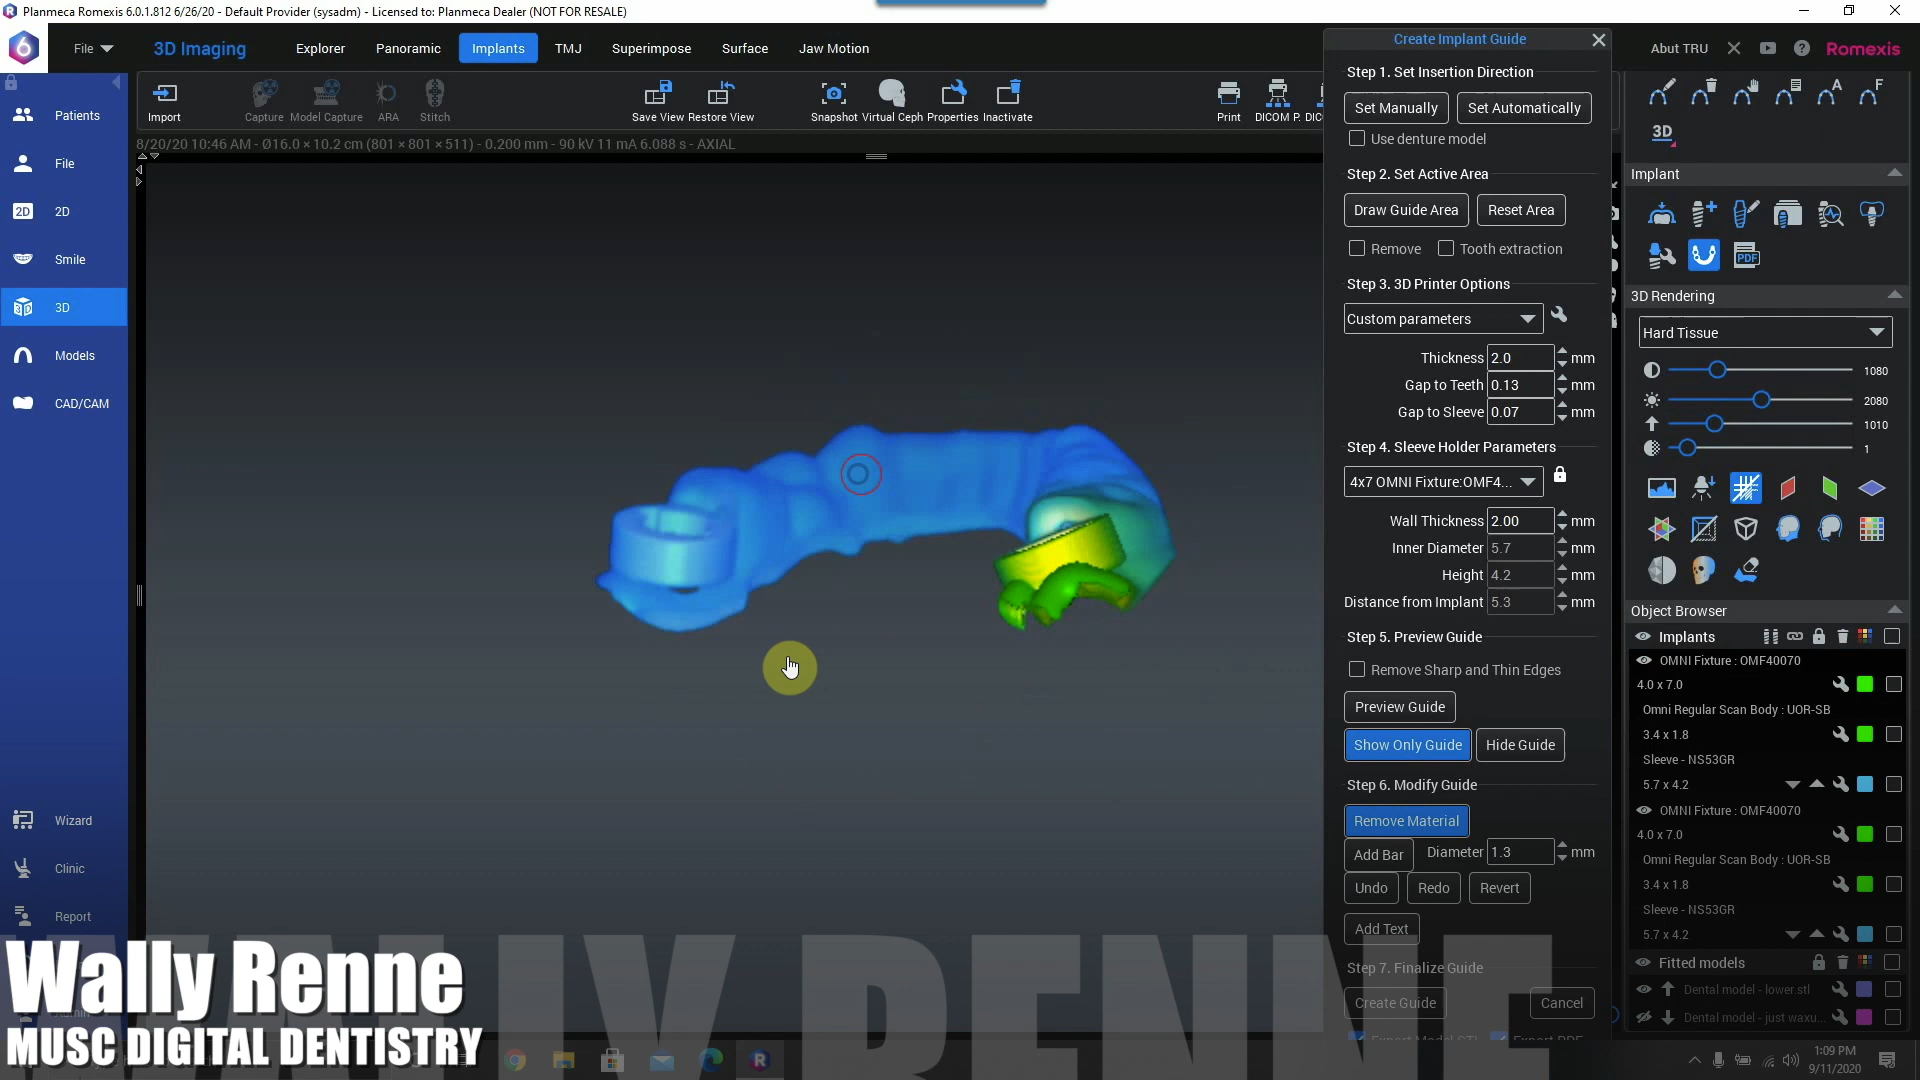 Planmeca Romexis 6.0.1.812 6/26/20 - Default Provider (sysadm) - Licensed to: Planmeca Dealer (NOT FOR RESALE)
File
3D Imaging
Explorer
Panoramic
Implants
TMJ
Superimpose
Surface
Jaw Motion
Abut TRU
Romexis
Import
Capture
Model Capture
ARA
Stitch
Save View
Restore View
Snapshot
Virtual Ceph
Properties
Inactivate
Print
DICOM P.
8/20/20 10:46 AM - Ø16.0 × 10.2 cm (801 × 801 × 511) - 0.200 mm - 90 kV 11 mA 6.088 s - AXIAL
Patients
File
2D
2D
Smile
3D
3D
Models
CAD/CAM
Wizard
Clinic
Report
Create Implant Guide
Step 1. Set Insertion Direction
Set Manually
Set Automatically
Use denture model
Step 2. Set Active Area
Draw Guide Area
Reset Area
Remove
Tooth extraction
Step 3. 3D Printer Options
Custom parameters
Thickness 2.0 mm
Gap to Teeth 0.13 mm
Gap to Sleeve 0.07 mm
Step 4. Sleeve Holder Parameters
4x7 OMNI Fixture:OMF4...
Wall Thickness 2.00 mm
Inner Diameter 5.7 mm
Height 4.2 mm
Distance from Implant 5.3 mm
Step 5. Preview Guide
Remove Sharp and Thin Edges
Preview Guide
Show Only Guide
Hide Guide
Step 6. Modify Guide
Remove Material
Add Bar
Diameter 1.3 mm
Undo
Redo
Revert
Add Text
Step 7. Finalize Guide
Create Guide
Cancel
A
F
3D
Implant
PDF
3D Rendering
Hard Tissue
1080
2080
1010
1
Object Browser
Implants
OMNI Fixture : OMF40070
4.0 x 7.0
Omni Regular Scan Body : UOR-SB
3.4 x 1.8
Sleeve - NS53GR
5.7 x 4.2
OMNI Fixture : OMF40070
4.0 x 7.0
Omni Regular Scan Body : UOR-SB
3.4 x 1.8
Sleeve - NS53GR
5.7 x 4.2
Fitted models
Dental model - lower.stl
Dental model - just waxu...
Wally Renne
MUSC DIGITAL DENTISTRY
1:09 PM
9/11/2020